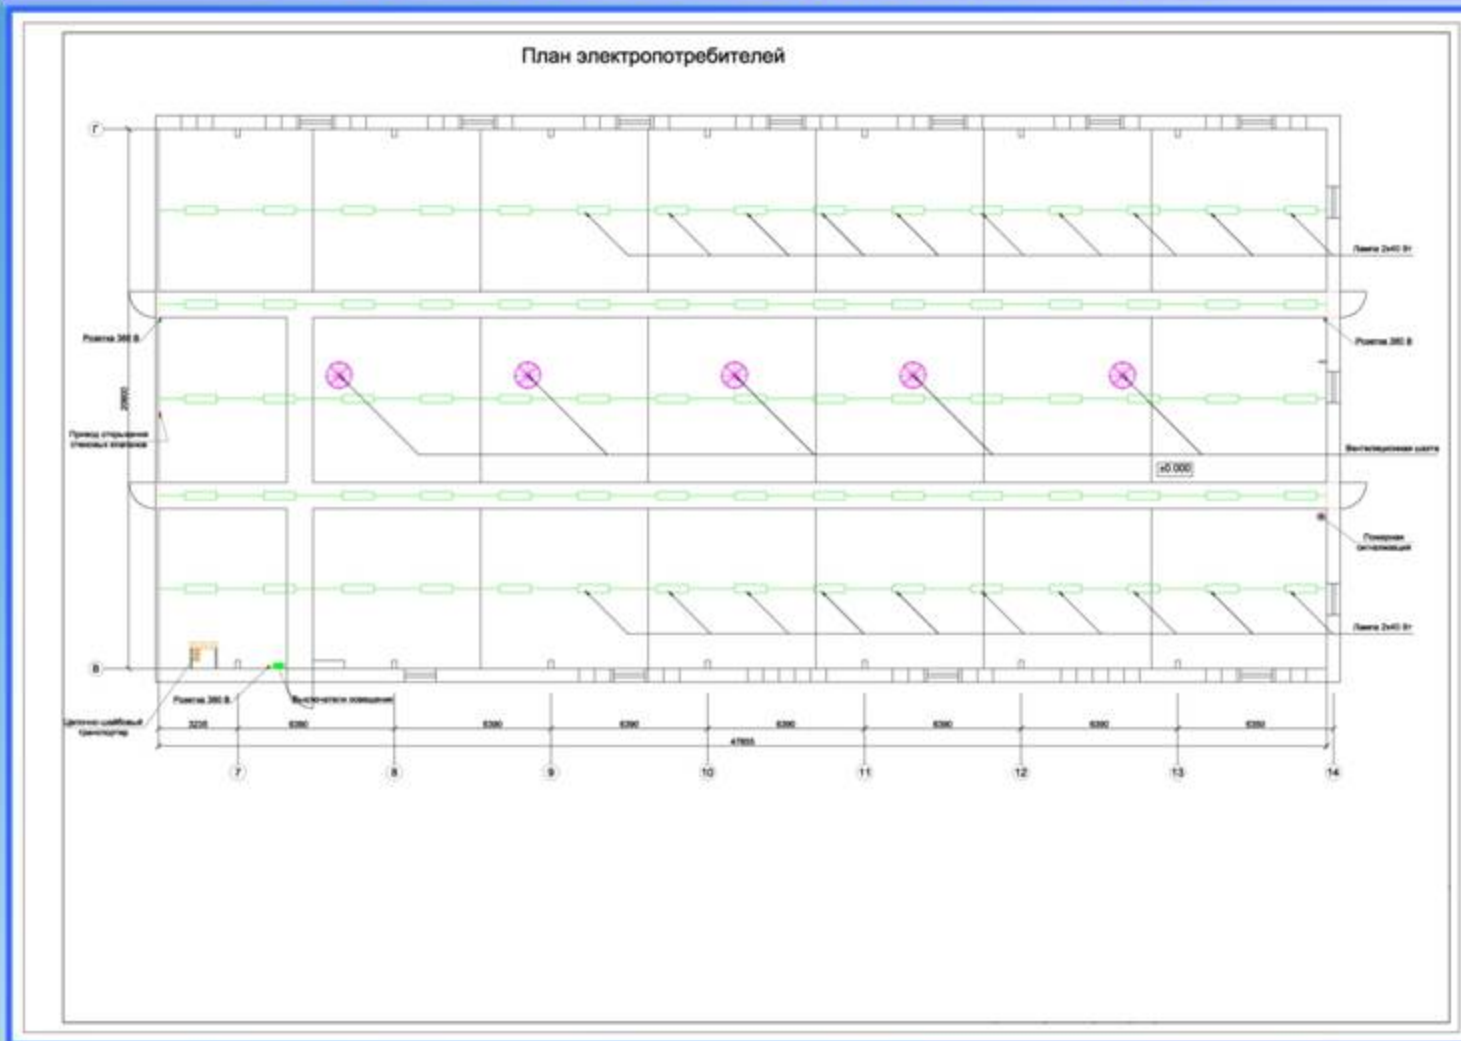 План электропотребителей
Г
Лампа 2х40 Вт
Розетка 380 В
Розетка 380 В
Привод открывания
стеновых клапанов
Вентиляционная шахта
±0.000
Пожарная
сигнализация
Лампа 2х40 Вт
В
Розетка 380 В
Выключатели освещения
Цепочно-шайбовый
транспортер
3235
6390
6390
6390
6390
6390
6390
6350
47855
7
8
9
10
11
12
13
14